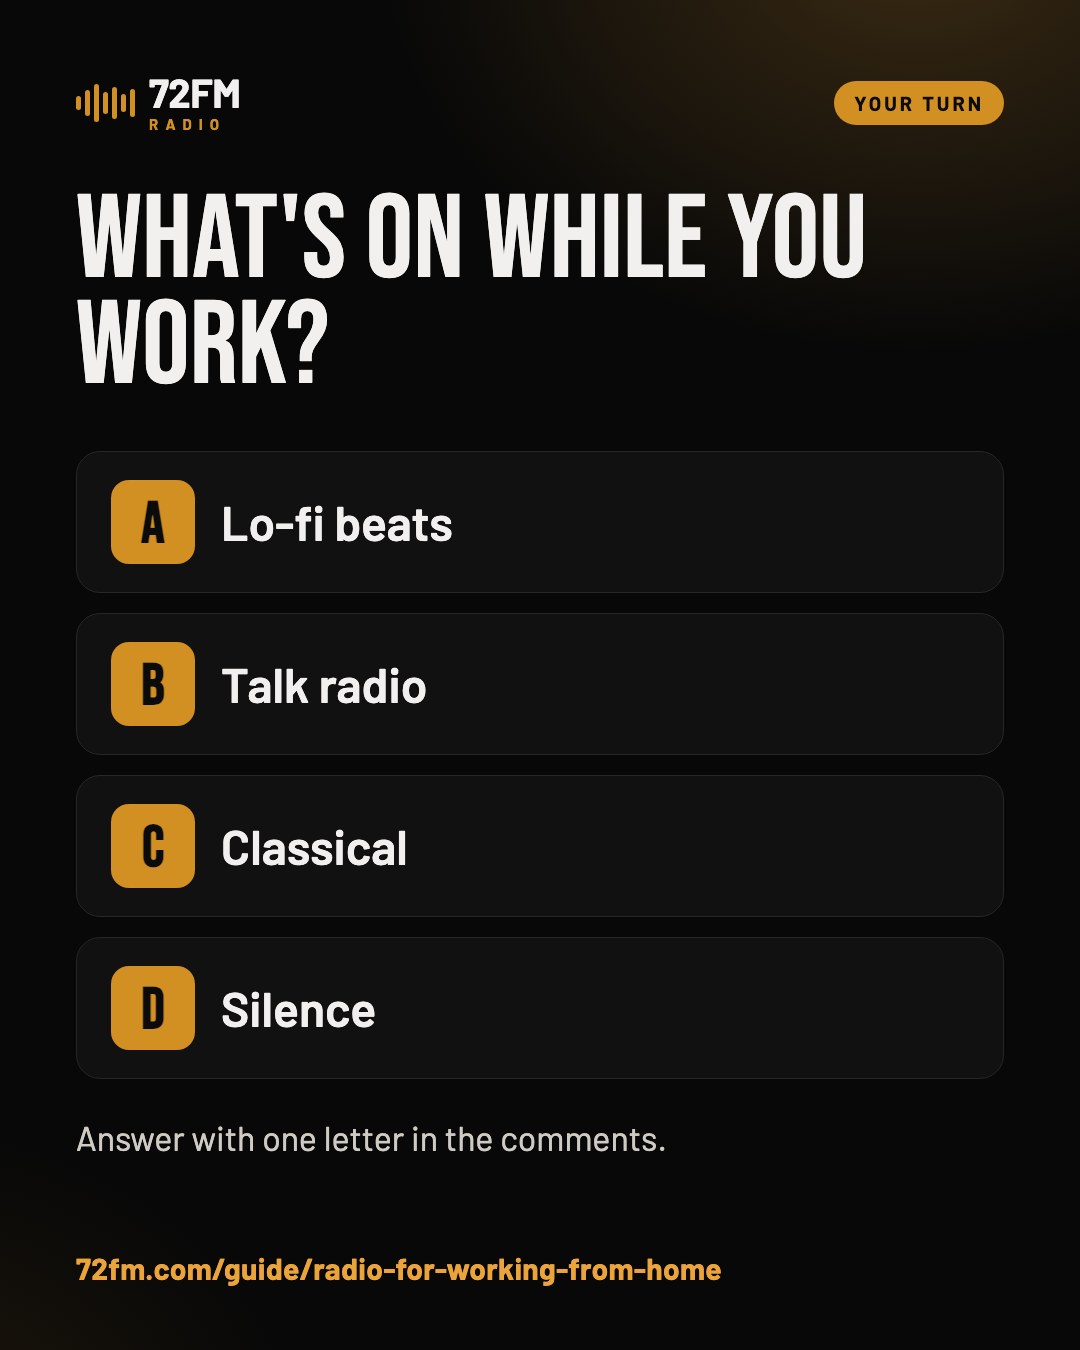 72FM
RADIO
YOUR TURN
WHAT'S ON WHILE YOU
WORK?
A
Lo-fi beats
B
Talk radio
C
Classical
D
Silence
Answer with one letter in the comments.
72fm.com/guide/radio-for-working-from-home